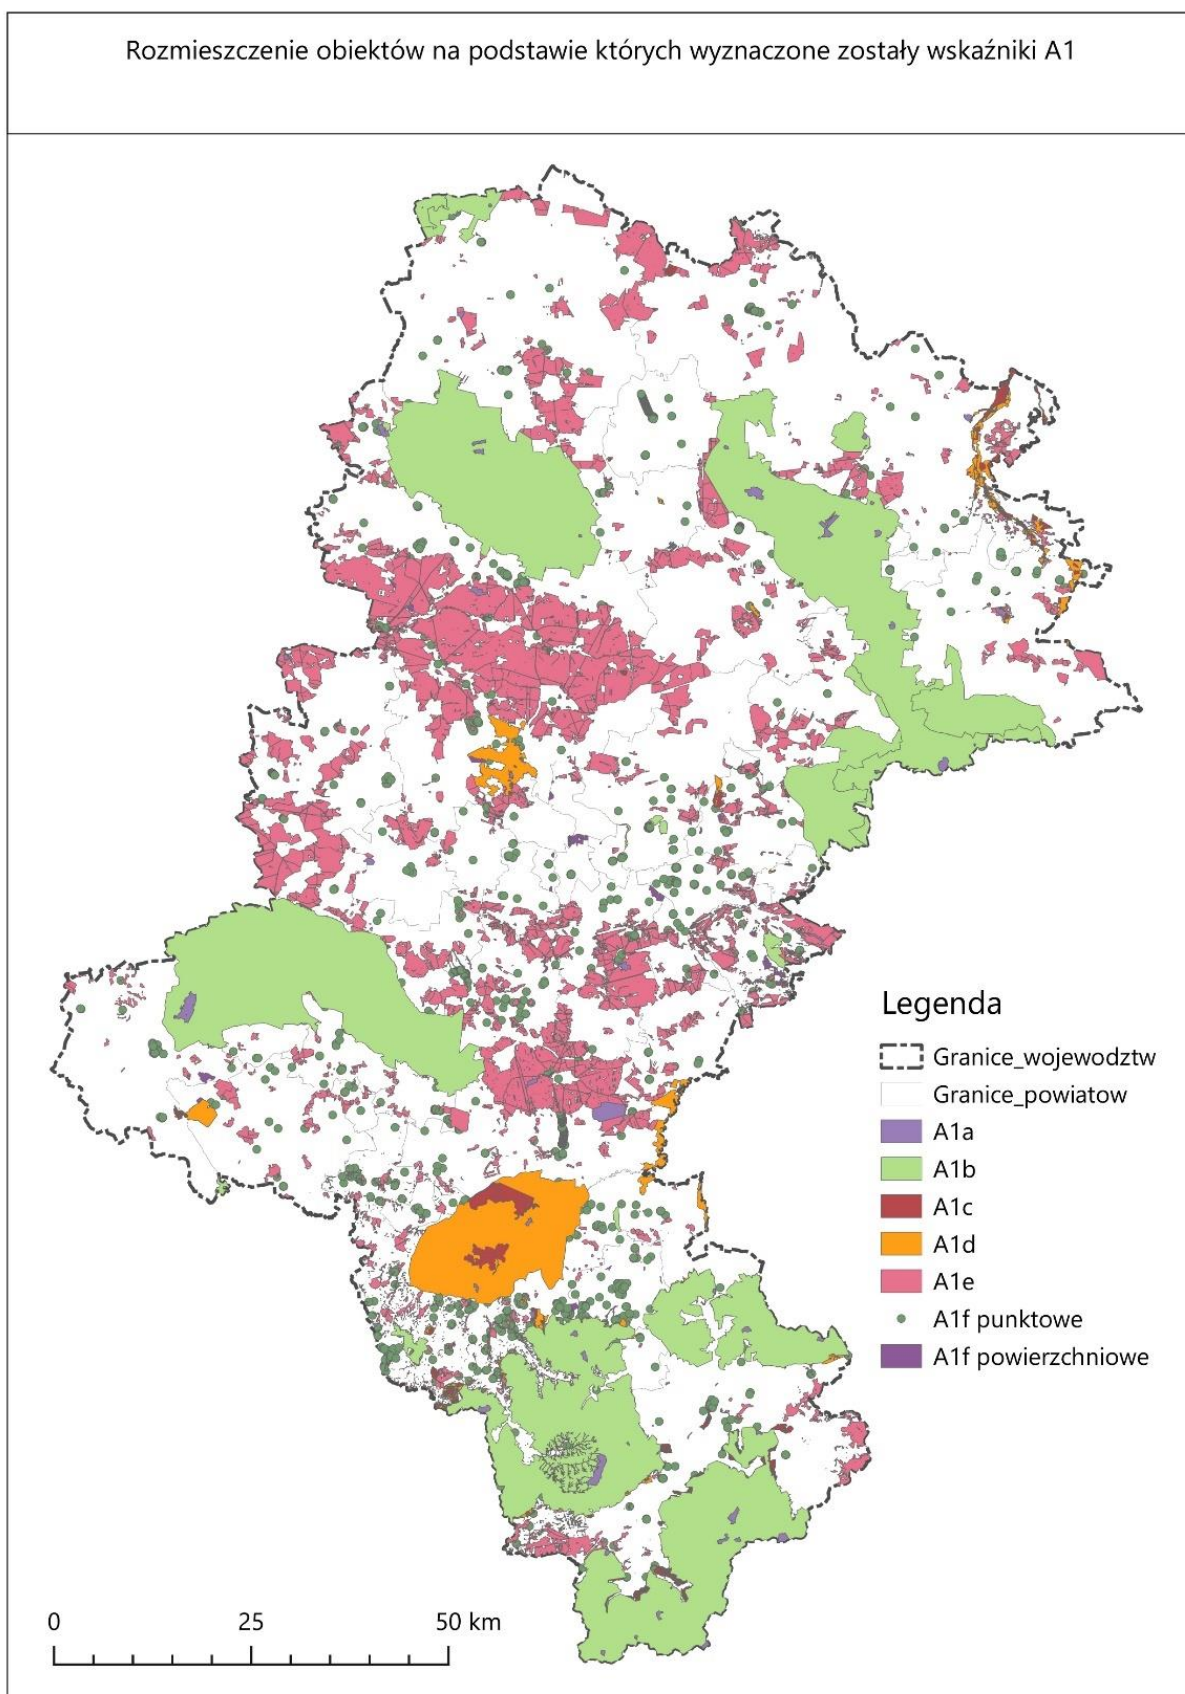 Rozmieszczenie obiektów na podstawie których wyznaczone zostały wskaźniki A1
Legenda
Granice_wojewodztw
Granice_powiatow
A1a
A1b
A1c
A1d
A1e
A1f punktowe
A1f powierzchniowe
0 25 50 km